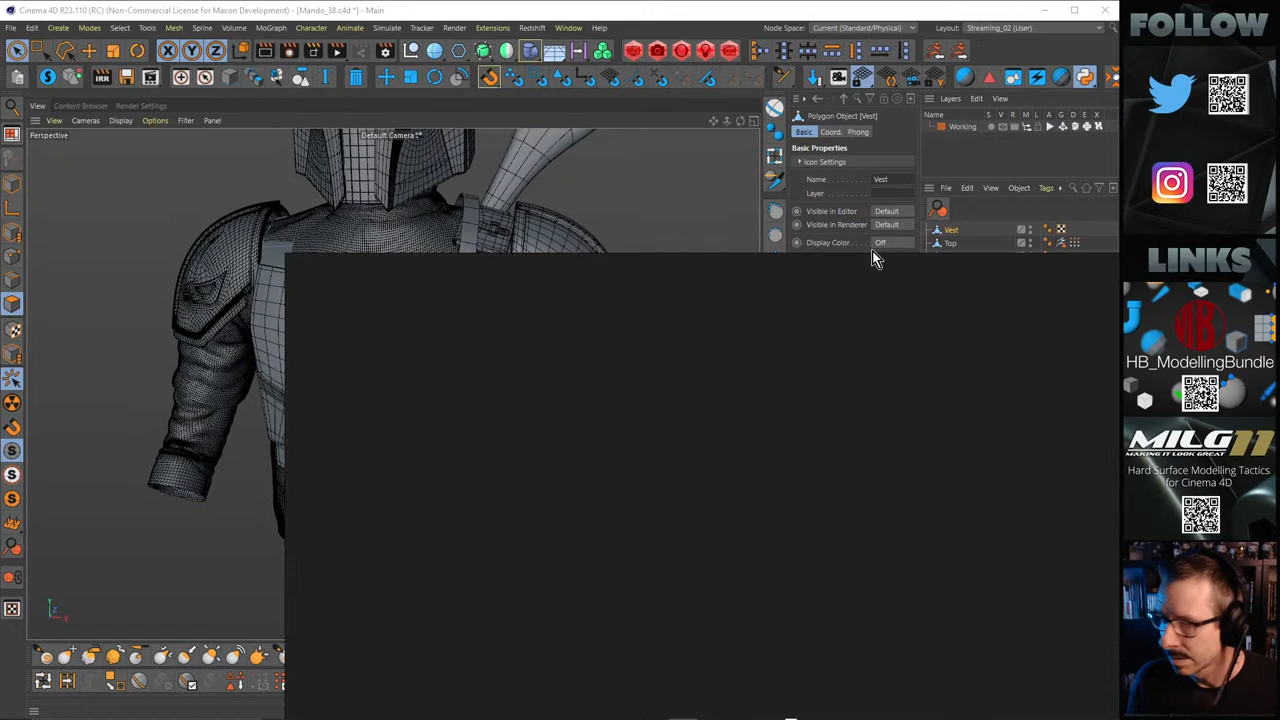 Cinema 4D R23.110 (RC) (Non-Commercial License for Maxon Development) - [Mando_38.c4d *] - Main
File Edit Create Modes Select Tools Spline Mesh Volume MoGraph Character Animate Simulate Tracker Render Extensions Redshift Window Help
Node Space: Current (Standard/Physical) Layout: Streaming_02 (User)
IRR
PSR
View Content Browser Render Settings
View Cameras Display Options Filter Panel
Perspective
Default Camera
Polygon Object [Vest]
Basic Coord. Phong
Basic Properties
Icon Settings
Name Vest
Layer
Visible in Editor Default
Visible in Renderer Default
Display Color Off
Layers Edit View
Name S V R M L A G D E X
Working
File Edit View Object Tags
Vest
Top
Y
Z
X
FOLLOW
LINKS
MB
HB_ModellingBundle
MILG11
MAKING IT LOOK GREAT
Hard Surface Modelling Tactics
for Cinema 4D